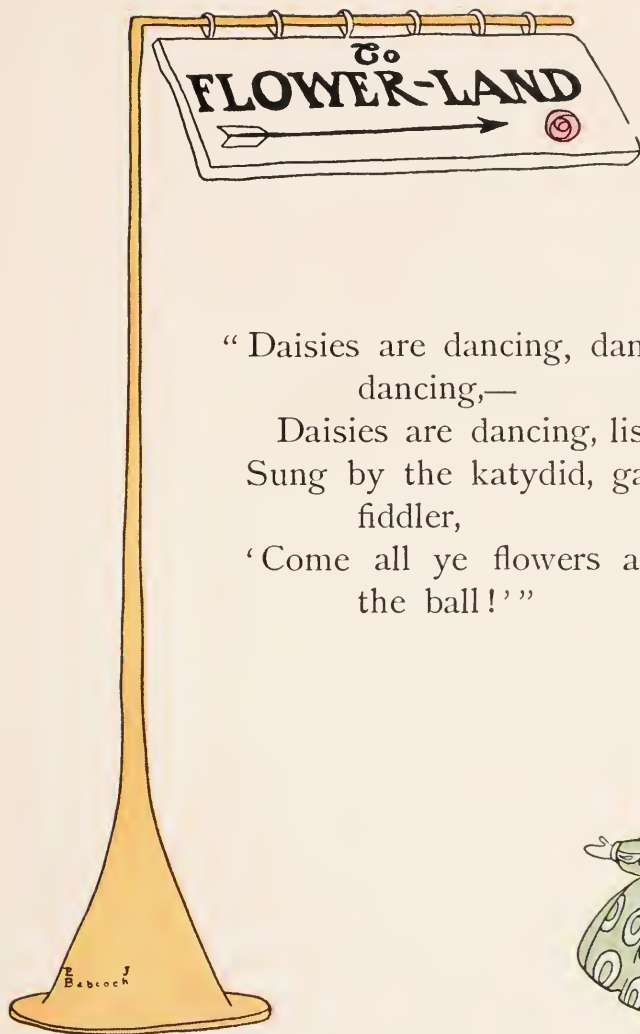 To
FLOWER-LAND
“ Daisies are dancing,
dancing,—
Daisies are dancing,
Sung by the katydid,
fiddler,
‘ Come all ye flowers
the ball ! ’ ”
Babcock